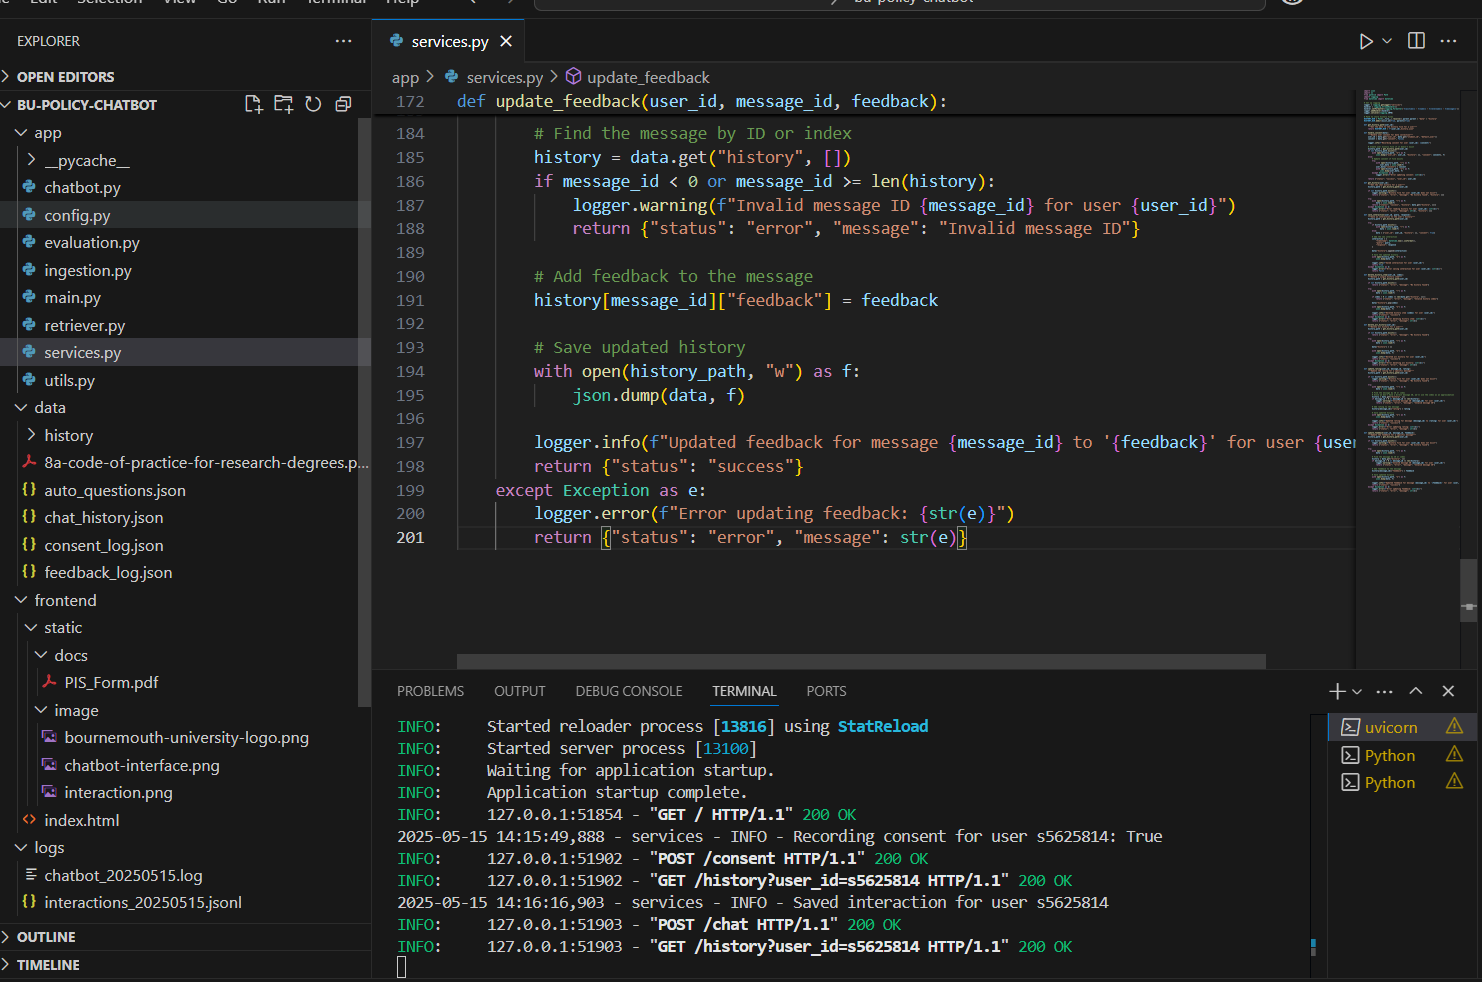 bu-policy-chatbot
EXPLORER
OPEN EDITORS
BU-POLICY-CHATBOT
app
__pycache__
chatbot.py
config.py
evaluation.py
ingestion.py
main.py
retriever.py
services.py
utils.py
data
history
8a-code-of-practice-for-research-degrees.p...
auto_questions.json
chat_history.json
consent_log.json
feedback_log.json
frontend
static
docs
PIS_Form.pdf
image
bournemouth-university-logo.png
chatbot-interface.png
interaction.png
index.html
logs
chatbot_20250515.log
interactions_20250515.jsonl
OUTLINE
TIMELINE
services.py
app > services.py > update_feedback
172 def update_feedback(user_id, message_id, feedback):
184 # Find the message by ID or index
185 history = data.get("history", [])
186 if message_id < 0 or message_id >= len(history):
187 logger.warning(f"Invalid message ID {message_id} for user {user_id}")
188 return {"status": "error", "message": "Invalid message ID"}
189
190 # Add feedback to the message
191 history[message_id]["feedback"] = feedback
192
193 # Save updated history
194 with open(history_path, "w") as f:
195 json.dump(data, f)
196
197 logger.info(f"Updated feedback for message {message_id} to '{feedback}' for user {user
198 return {"status": "success"}
199 except Exception as e:
200 logger.error(f"Error updating feedback: {str(e)}")
201 return {"status": "error", "message": str(e)}
PROBLEMS OUTPUT DEBUG CONSOLE TERMINAL PORTS
INFO: Started reloader process [13816] using StatReload
INFO: Started server process [13100]
INFO: Waiting for application startup.
INFO: Application startup complete.
INFO: 127.0.0.1:51854 - "GET / HTTP/1.1" 200 OK
2025-05-15 14:15:49,888 - services - INFO - Recording consent for user s5625814: True
INFO: 127.0.0.1:51902 - "POST /consent HTTP/1.1" 200 OK
INFO: 127.0.0.1:51902 - "GET /history?user_id=s5625814 HTTP/1.1" 200 OK
2025-05-15 14:16:16,903 - services - INFO - Saved interaction for user s5625814
INFO: 127.0.0.1:51903 - "POST /chat HTTP/1.1" 200 OK
INFO: 127.0.0.1:51903 - "GET /history?user_id=s5625814 HTTP/1.1" 200 OK
uvicorn
Python
Python